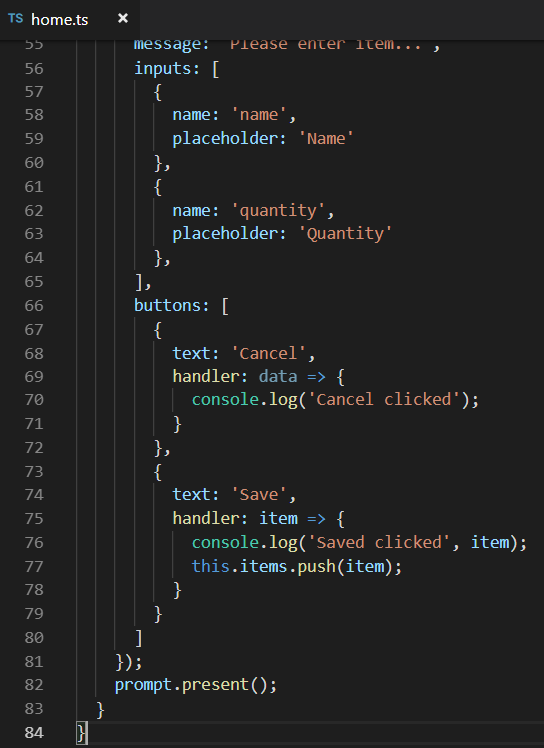 TS home.ts ×
55 message: 'Please enter item...',
56 inputs: [
57 {
58 name: 'name',
59 placeholder: 'Name'
60 },
61 {
62 name: 'quantity',
63 placeholder: 'Quantity'
64 },
65 ],
66 buttons: [
67 {
68 text: 'Cancel',
69 handler: data => {
70 console.log('Cancel clicked');
71 }
72 },
73 {
74 text: 'Save',
75 handler: item => {
76 console.log('Saved clicked', item);
77 this.items.push(item);
78 }
79 }
80 ]
81 });
82 prompt.present();
83 }
84 }